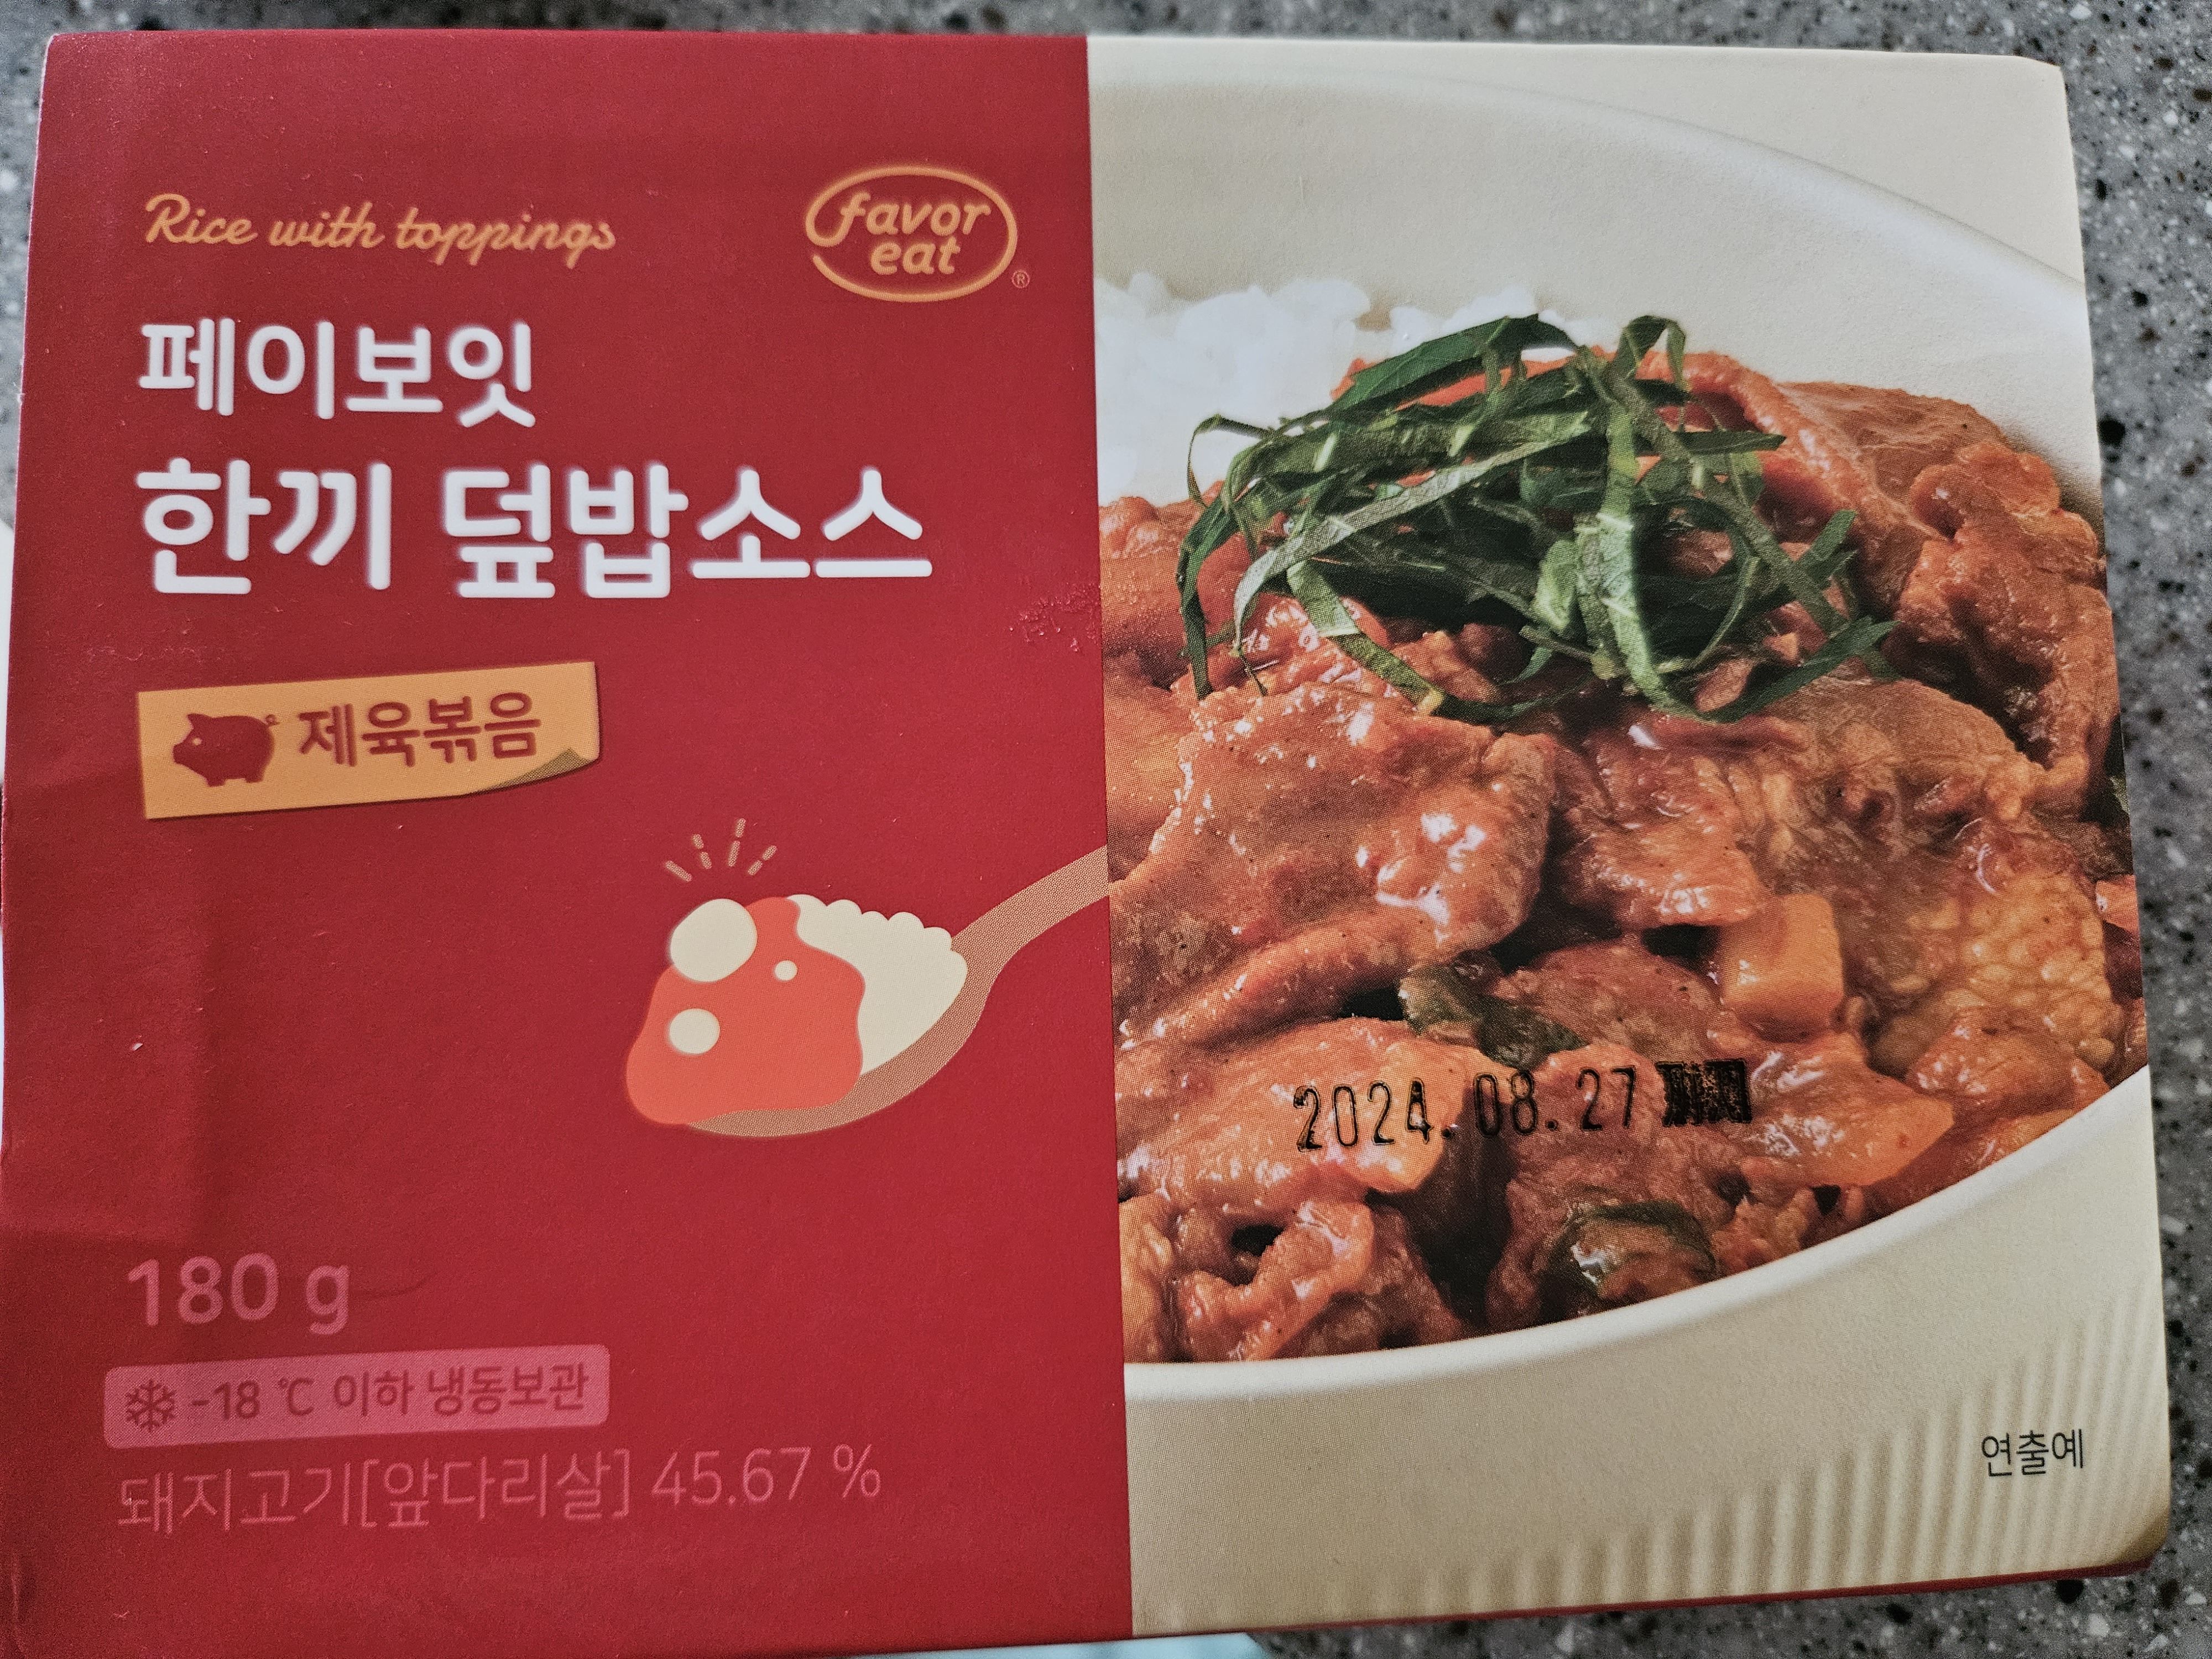 Rice with toppings
favor
eat
®
페이보잇
한끼 덮밥소스
제육볶음
2024.08.27
180 g
-18 ℃ 이하 냉동보관
돼지고기[앞다리살] 45.67 %
연출예